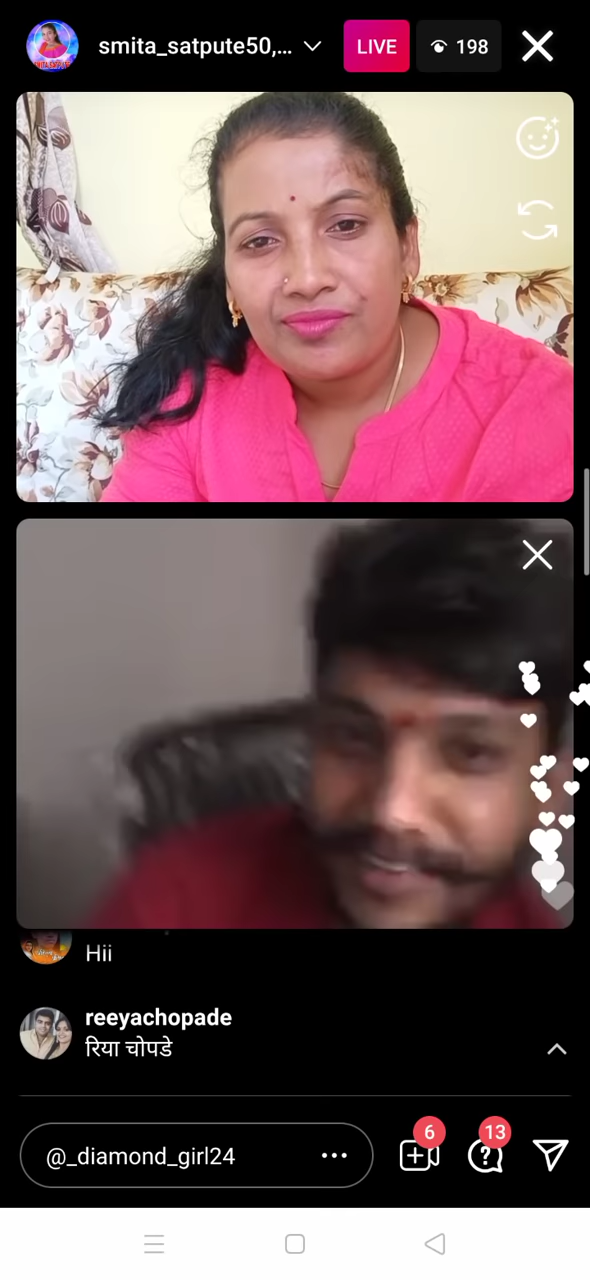 smita_satpute50,...
LIVE
198
Hii
reeyachopade
रिया चोपडे
6
13
@_diamond_girl24